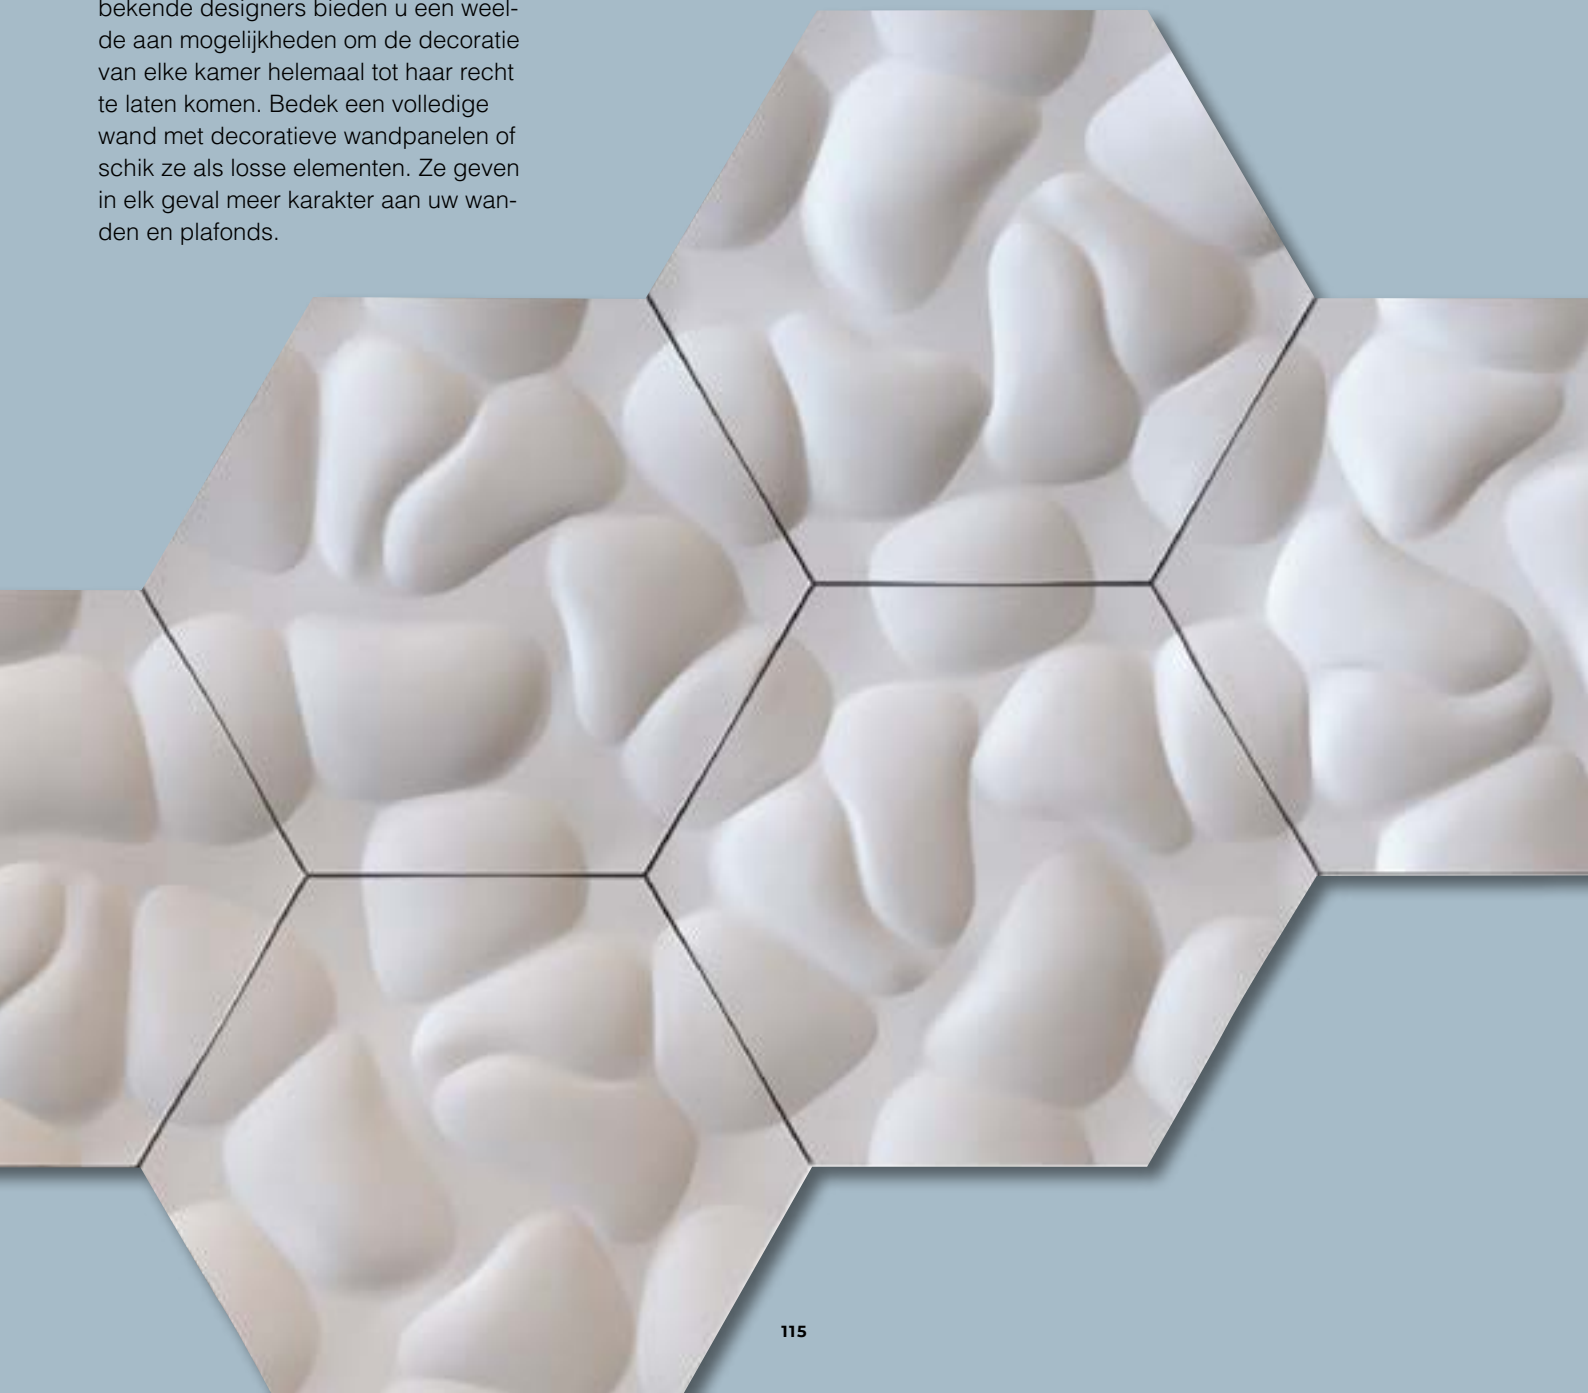 bekende designers bieden u een weel-
de aan mogelijkheden om de decoratie
van elke kamer helemaal tot haar recht
te laten komen. Bedek een volledige
wand met decoratieve wandpanelen of
schik ze als losse elementen. Ze geven
in elk geval meer karakter aan uw wan-
den en plafonds.
115